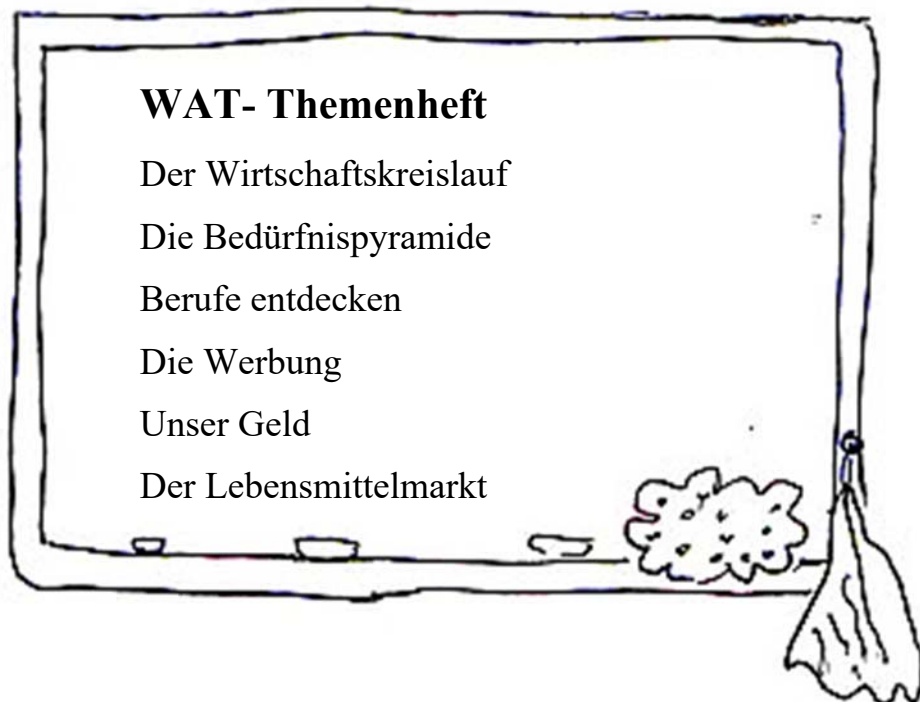 WAT- Themenheft
Der Wirtschaftskreislauf
Die Bedürfnispyramide
Berufe entdecken
Die Werbung
Unser Geld
Der Lebensmittelmarkt